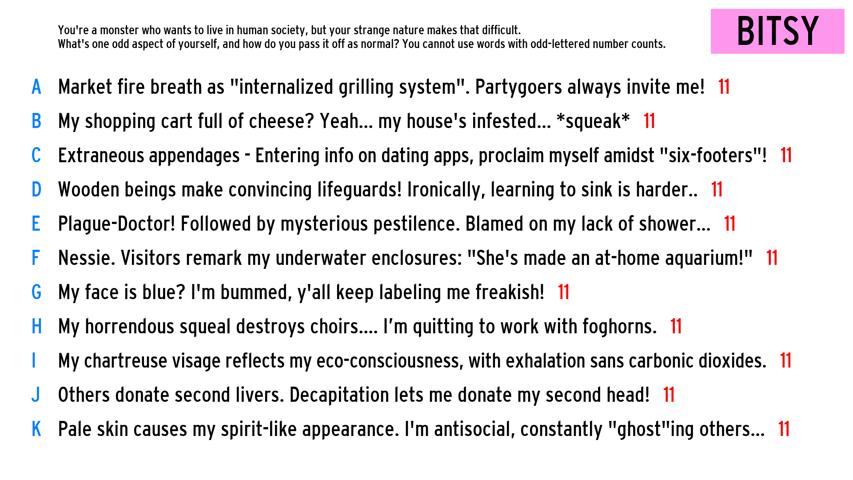 You're a monster who wants to live in human society, but your strange nature makes that difficult.
What's one odd aspect of yourself, and how do you pass it off as normal? You cannot use words with odd-lettered number counts.
BITSY
A Market fire breath as "internalized grilling system". Partygoers always invite me! 11
B My shopping cart full of cheese? Yeah... my house's infested... *squeak* 11
C Extraneous appendages - Entering info on dating apps, proclaim myself amidst "six-footers"! 11
D Wooden beings make convincing lifeguards! Ironically, learning to sink is harder.. 11
E Plague-Doctor! Followed by mysterious pestilence. Blamed on my lack of shower... 11
F Nessie. Visitors remark my underwater enclosures: "She's made an at-home aquarium!" 11
G My face is blue? I'm bummed, y'all keep labeling me freakish! 11
H My horrendous squeal destroys choirs.... I'm quitting to work with foghorns. 11
I My chartreuse visage reflects my eco-consciousness, with exhalation sans carbonic dioxides. 11
J Others donate second livers. Decapitation lets me donate my second head! 11
K Pale skin causes my spirit-like appearance. I'm antisocial, constantly "ghost"ing others... 11